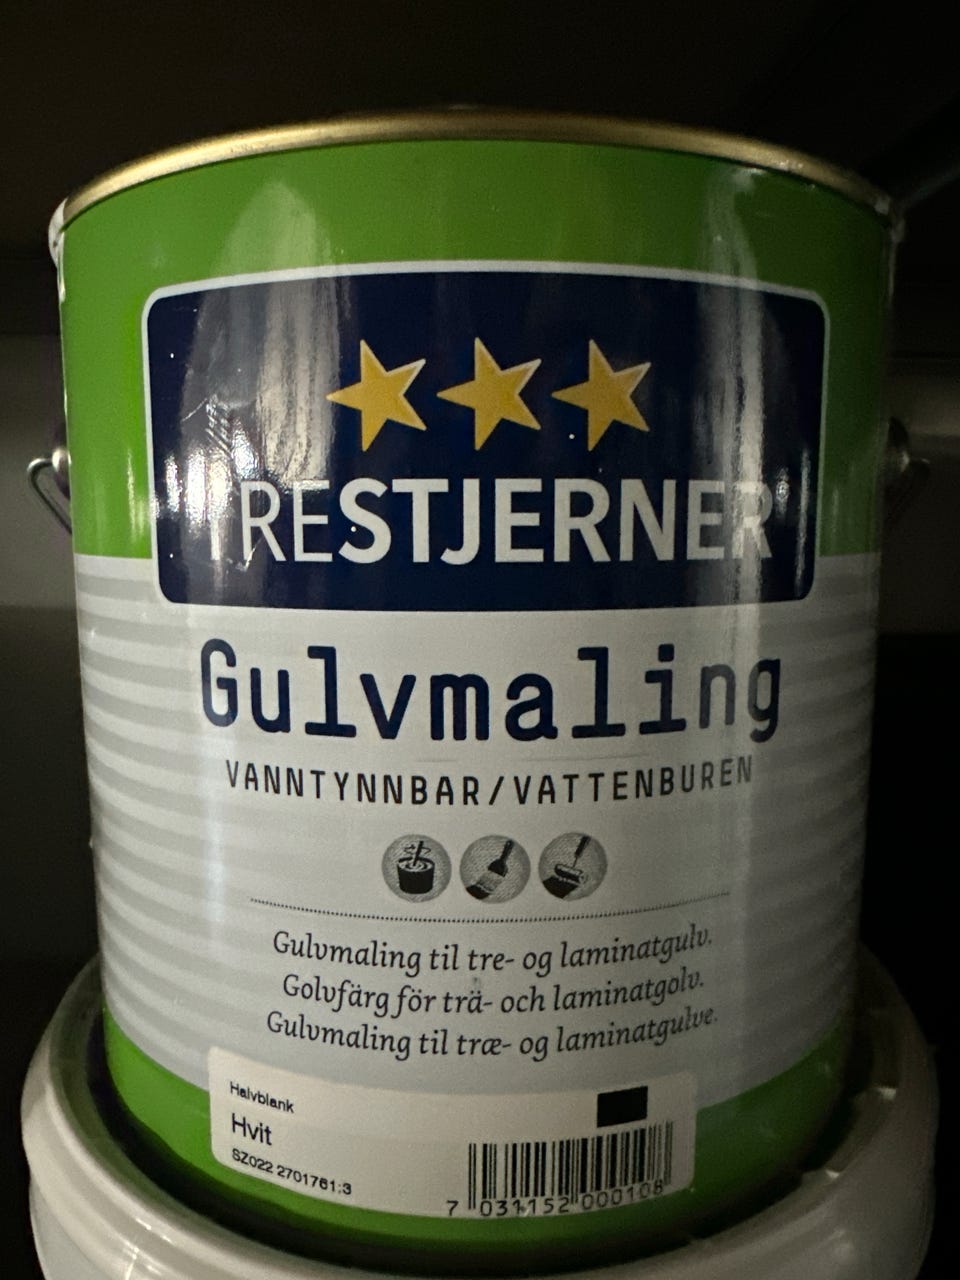 TRESTJERNER
Gulvmaling
VANNTYNNBAR/VATTENBUREN
Gulvmaling til tre- og laminatgulv.
Golvfärg för trä- och laminatgolv.
Gulvmaling til træ- og laminatgulve.
Halvblank
Hvit
SZ022 2701761;3
7 031152 000108